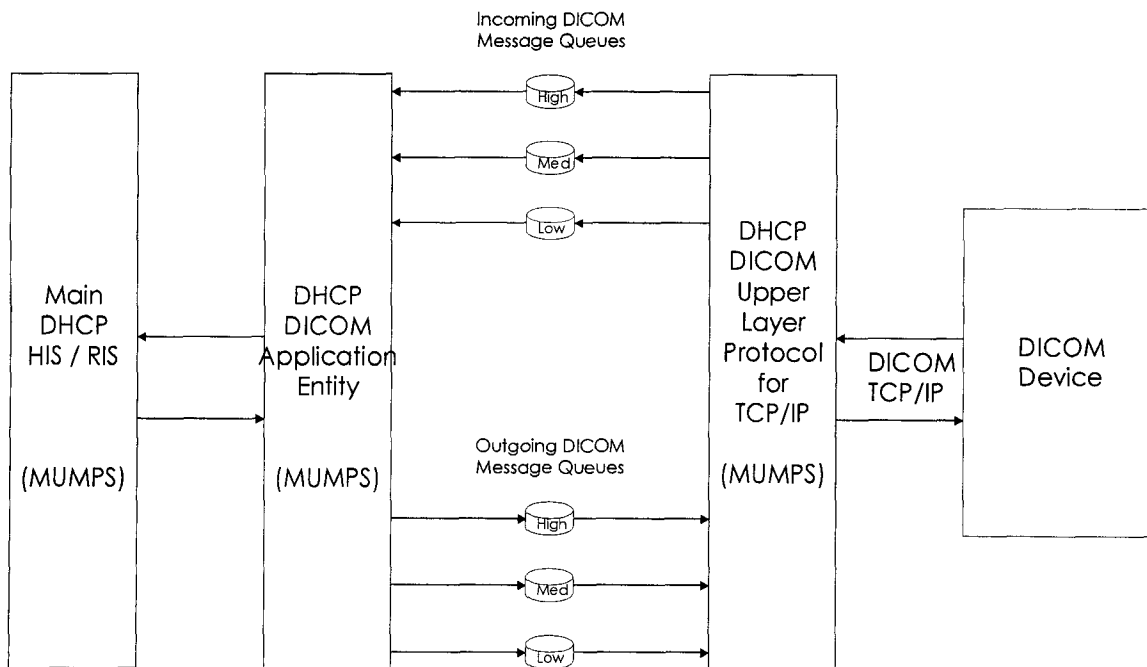 Incoming DICOM
Message Queues
High
Med
Low
Main
DHCP
HIS / RIS
(MUMPS)
DHCP
DICOM
Application
Entity
(MUMPS)
Outgoing DICOM
Message Queues
High
Med
Low
DHCP
DICOM
Upper
Layer
Protocol
for
TCP/IP
(MUMPS)
DICOM
TCP/IP
DICOM
Device